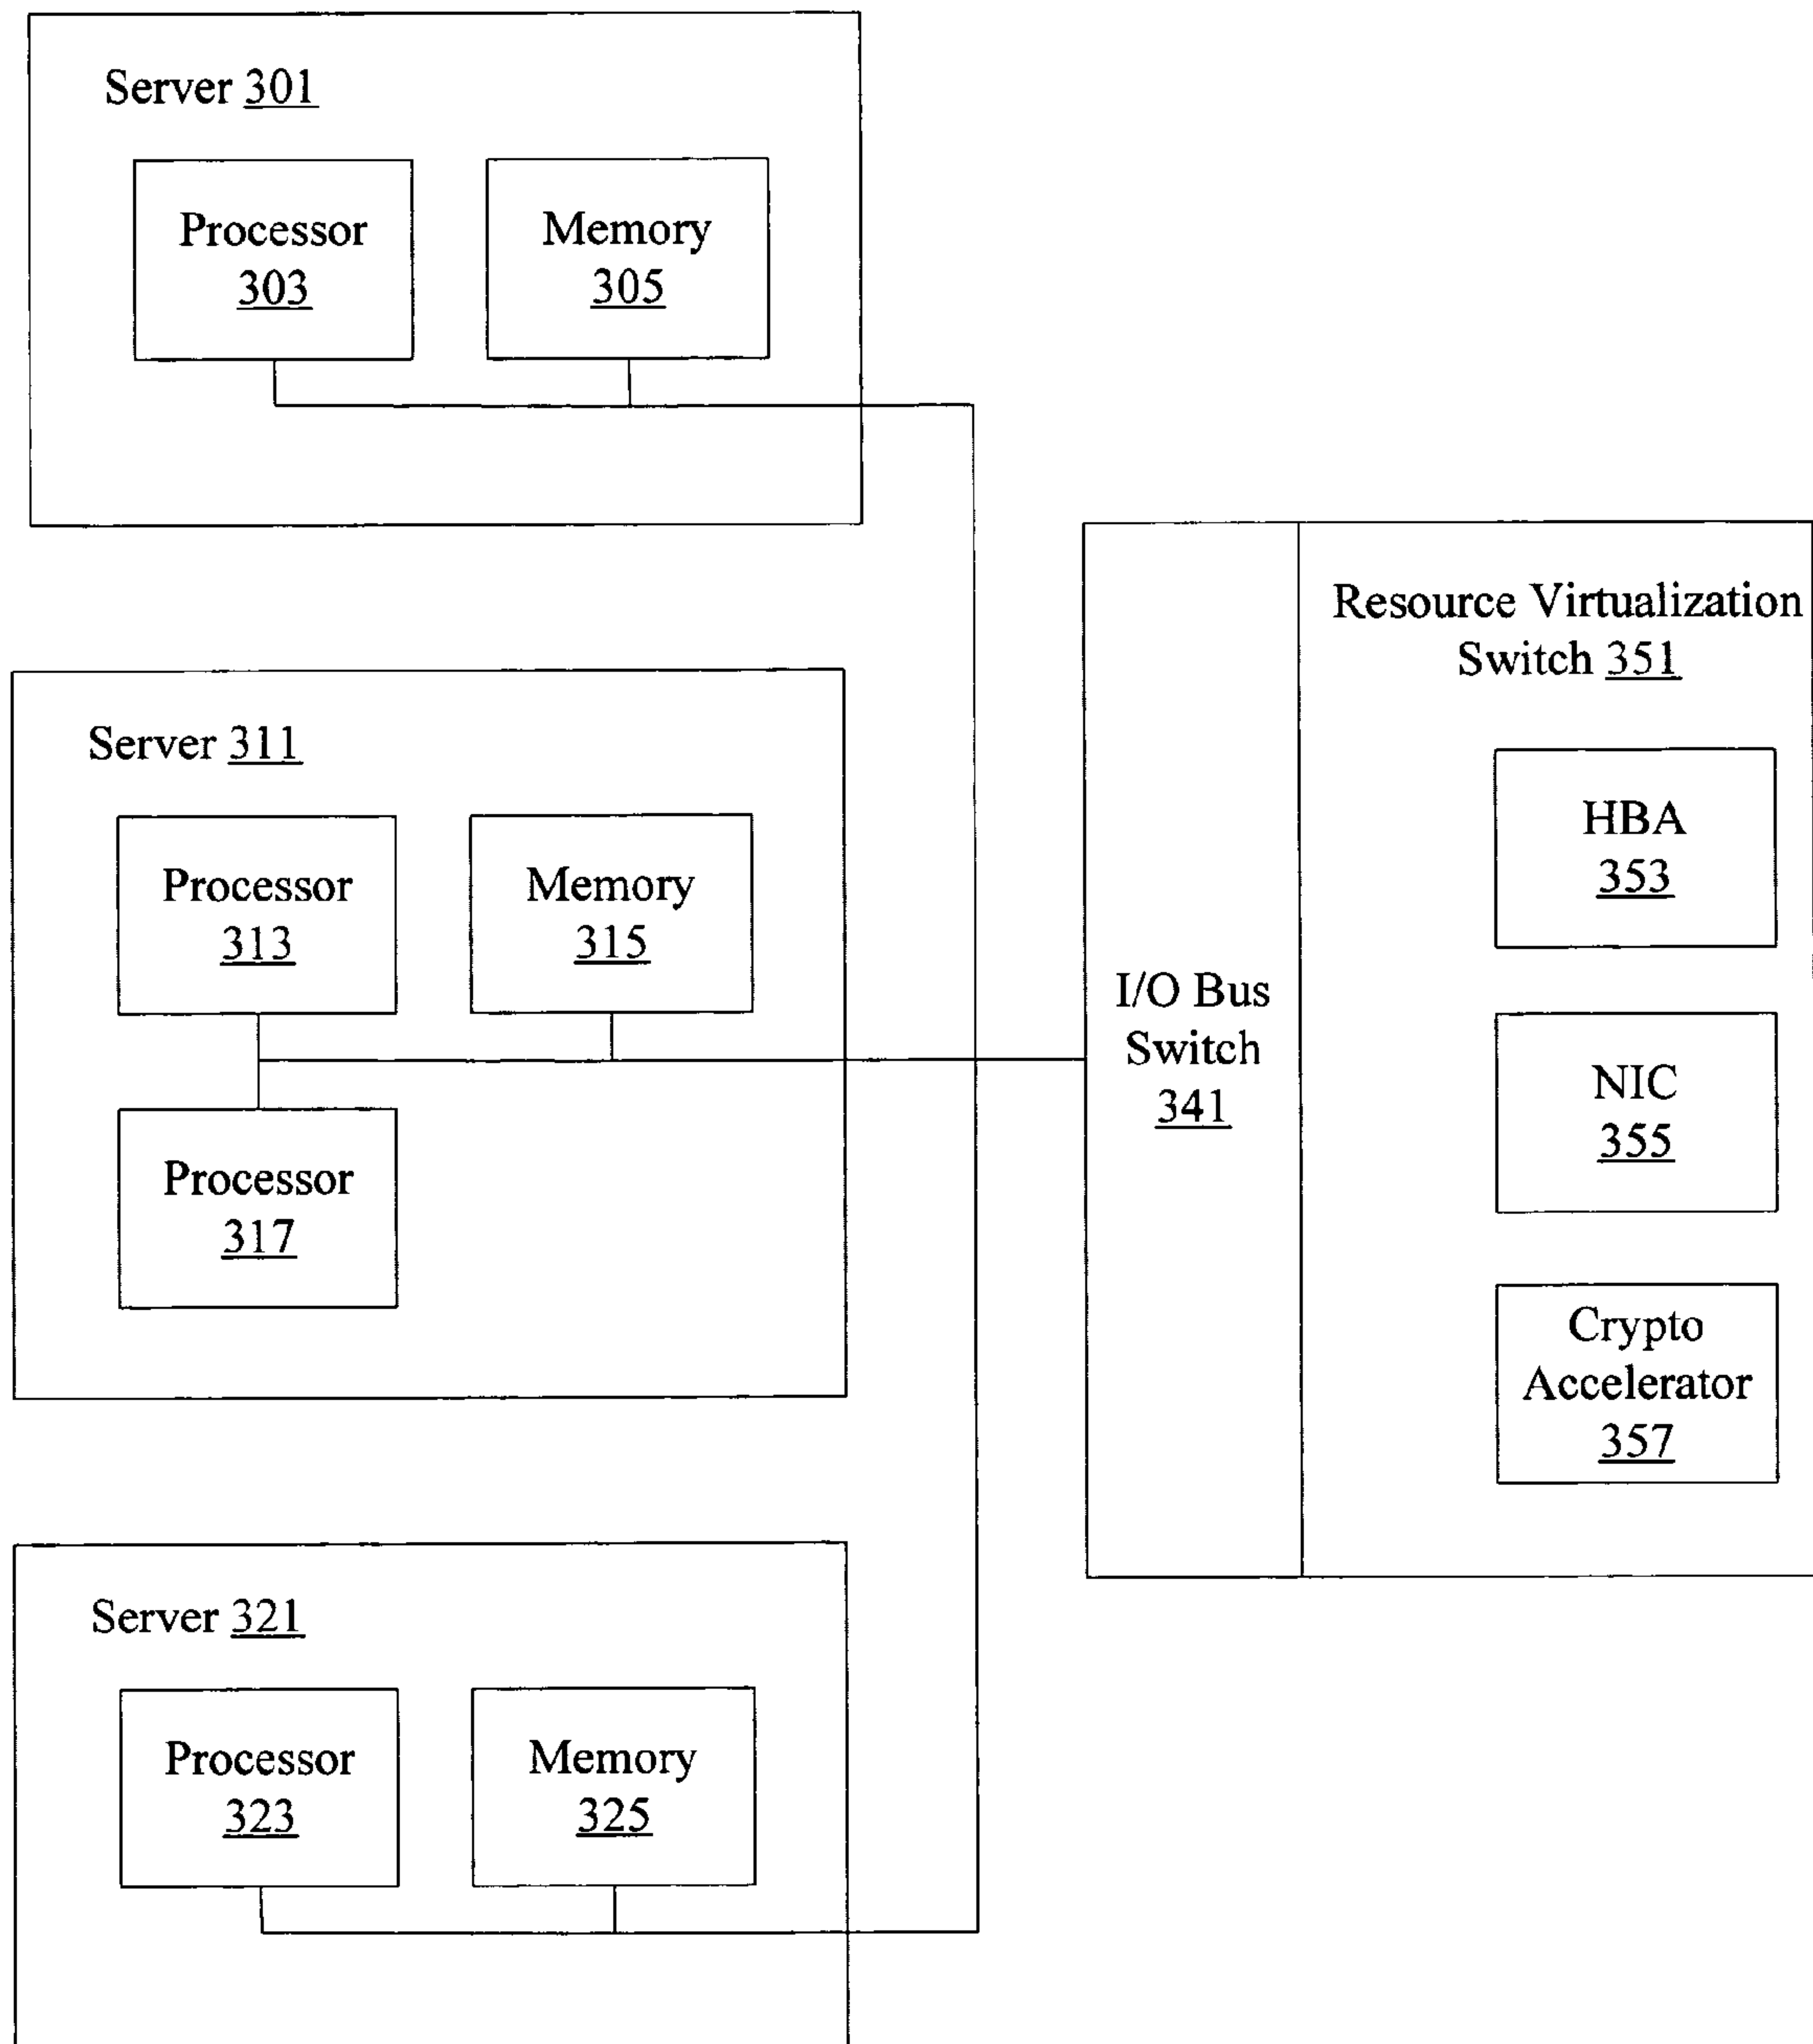 Server 301
Processor
303
Memory
305
Server 311
Processor
313
Memory
315
Processor
317
Server 321
Processor
323
Memory
325
I/O Bus
Switch
341
Resource Virtualization
Switch 351
HBA
353
NIC
355
Crypto
Accelerator
357